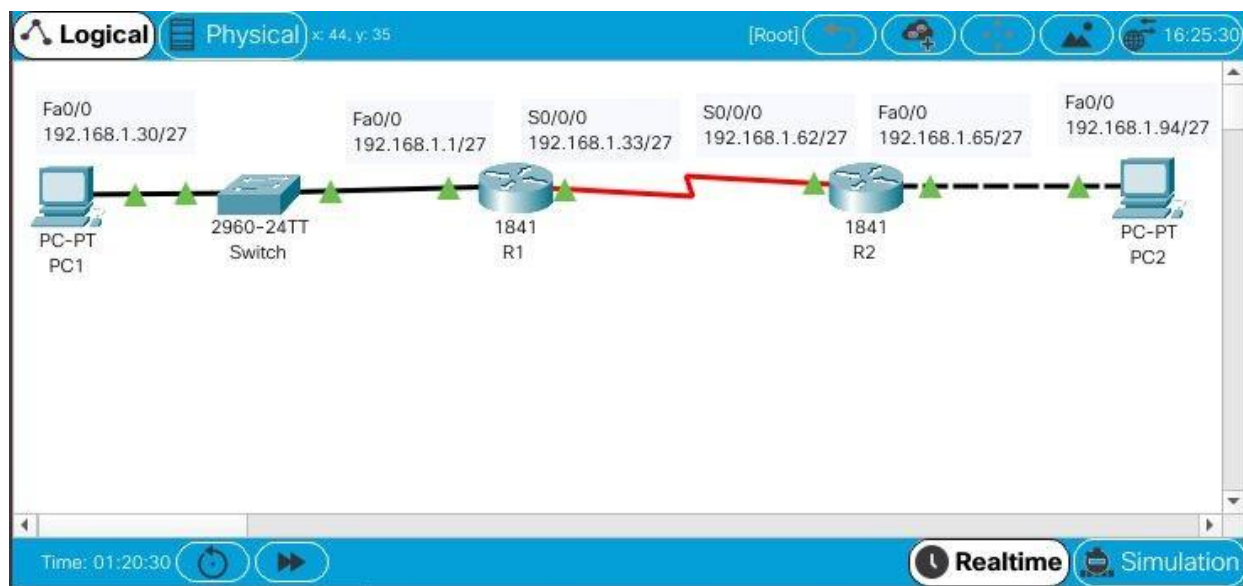 Logical
Physical
x: 44, y: 35
[Root]
16:25:30
Fa0/0
192.168.1.30/27
Fa0/0
192.168.1.1/27
S0/0/0
192.168.1.33/27
S0/0/0
192.168.1.62/27
Fa0/0
192.168.1.65/27
Fa0/0
192.168.1.94/27
PC-PT
PC1
2960-24TT
Switch
1841
R1
1841
R2
PC-PT
PC2
Time: 01:20:30
Realtime
Simulation